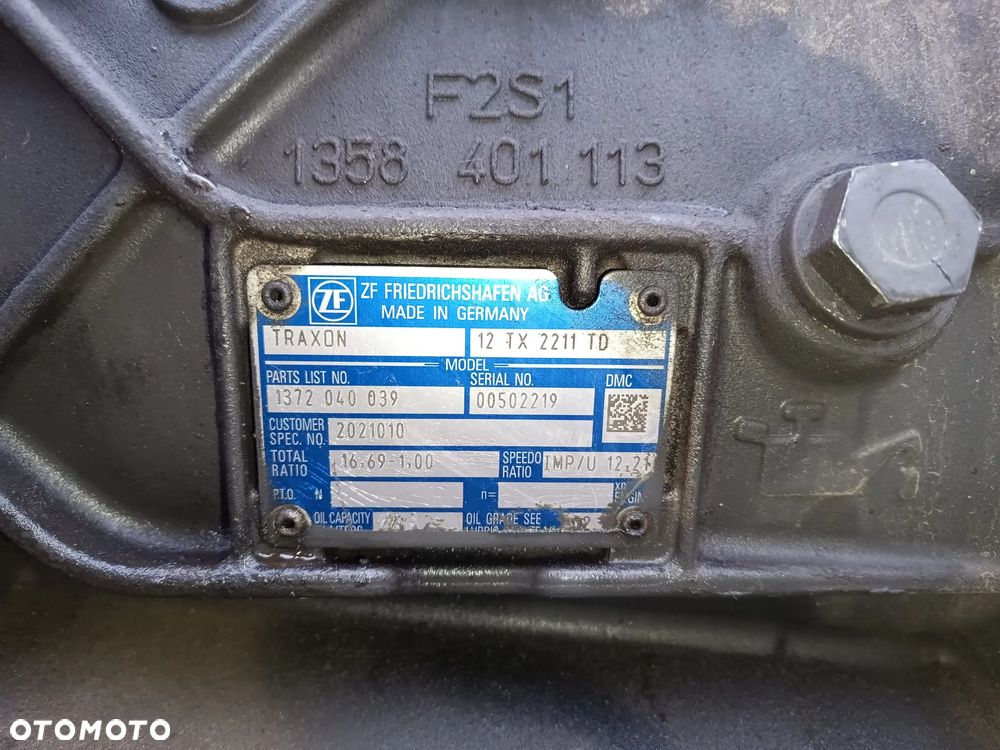 F2S1
1358 401 113
ZF
ZF FRIEDRICHSHAFEN AG
MADE IN GERMANY
TRAXON 12 TX 2211 TD
MODEL
PARTS LIST NO. SERIAL NO. DMC
1372 040 039 00502219
CUSTOMER SPEC. NO. 2021010
TOTAL RATIO 16,69-1,00 SPEEDO RATIO IMP/U 12,21
P.T.O. N n=
OIL CAPACITY OIL GRADE SEE
OTOMOTO